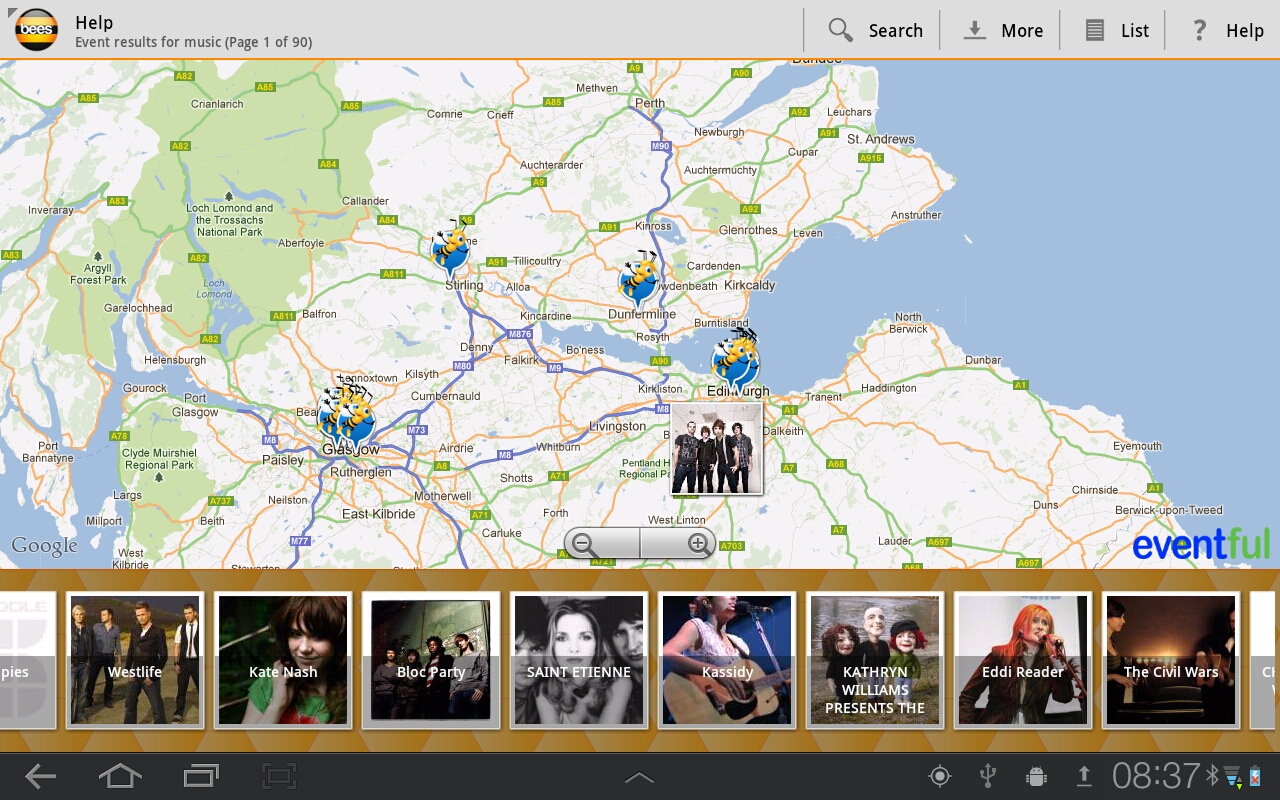 bees
Help
Event results for music (Page 1 of 90)
Search
More
List
Help
A82
A9
A90
Dundee
A85
A85
Crianlarich
A85
A85
Methven
Perth
Comrie
Crieff
A92
Leuchars
A82
M90
Newburgh
A91
St. Andrews
Cupar
A915
A84
Auchterarder
Auchtermuchty
A9
Inveraray
A83
Callander
Loch Lomond and
the Trossachs
National Park
A84
A9
A91
Kinross
A92
Anstruther
Glenrothes
Leven
Aberfoyle
A83
Argyll
Forest Park
A82
A811
A91
Tillicoultry
Cardenden
Stirling
Alloa
Kirkcaldy
Loch
Lomond
Garelochhead
Balfron
A811
Kincardine
Dunfermline
Burntisland
North
Berwick
A82
M876
Rosyth
Denny
Falkirk
Bo'ness
A90
Helensburgh
M80
M9
Dunbar
Kilsyth
Gourock
Port
Glasgow
Cumbernauld
Kirkliston
Edinburgh
Haddington
A1
Tranent
M8
A1
A78
M8
M73
Livingston
Dalkeith
Port
Bannatyne
Glasgow
Airdrie
Whitburn
Eyemouth
Clyde Muirshiel
Regional Park
Paisley
Rutherglen
A8
M8
A7
A68
Shotts
A71
Largs
A737
Neilston
Motherwell
Chirnside
A1
Duns
Berwick-upon-Tweed
Millport
Beith
East Kilbride
A71
Forth
West Linton
Carluke
A7
Lauder
A697
M77
West
Kilbride
A703
A721
A68
A697
Google
eventful
pies
Westlife
Kate Nash
Bloc Party
SAINT ETIENNE
Kassidy
KATHRYN
WILLIAMS
PRESENTS THE
Eddi Reader
The Civil Wars
08:37